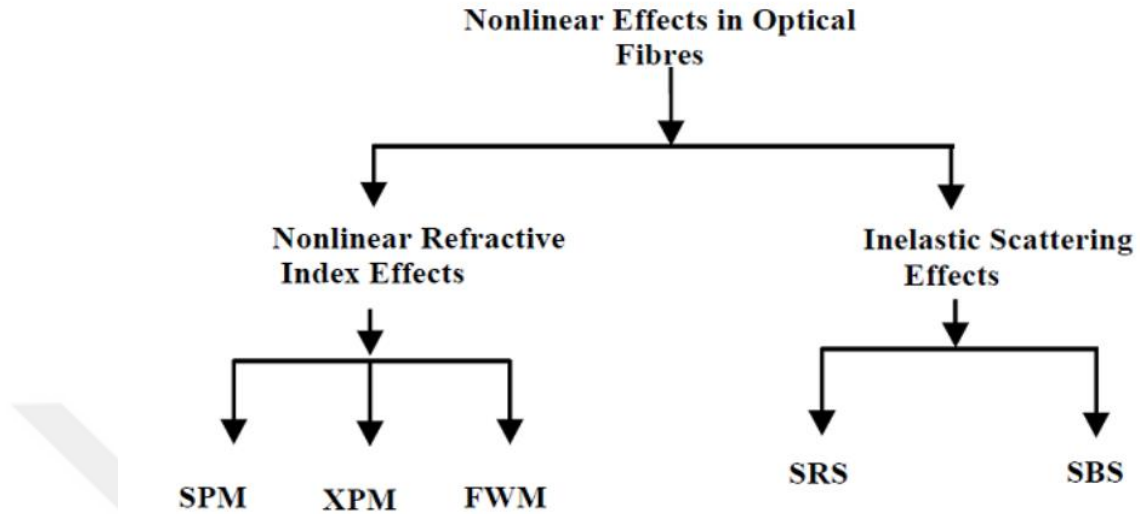 Nonlinear Effects in Optical
Fibres
Nonlinear Refractive
Index Effects
Inelastic Scattering
Effects
SPM
XPM
FWM
SRS
SBS